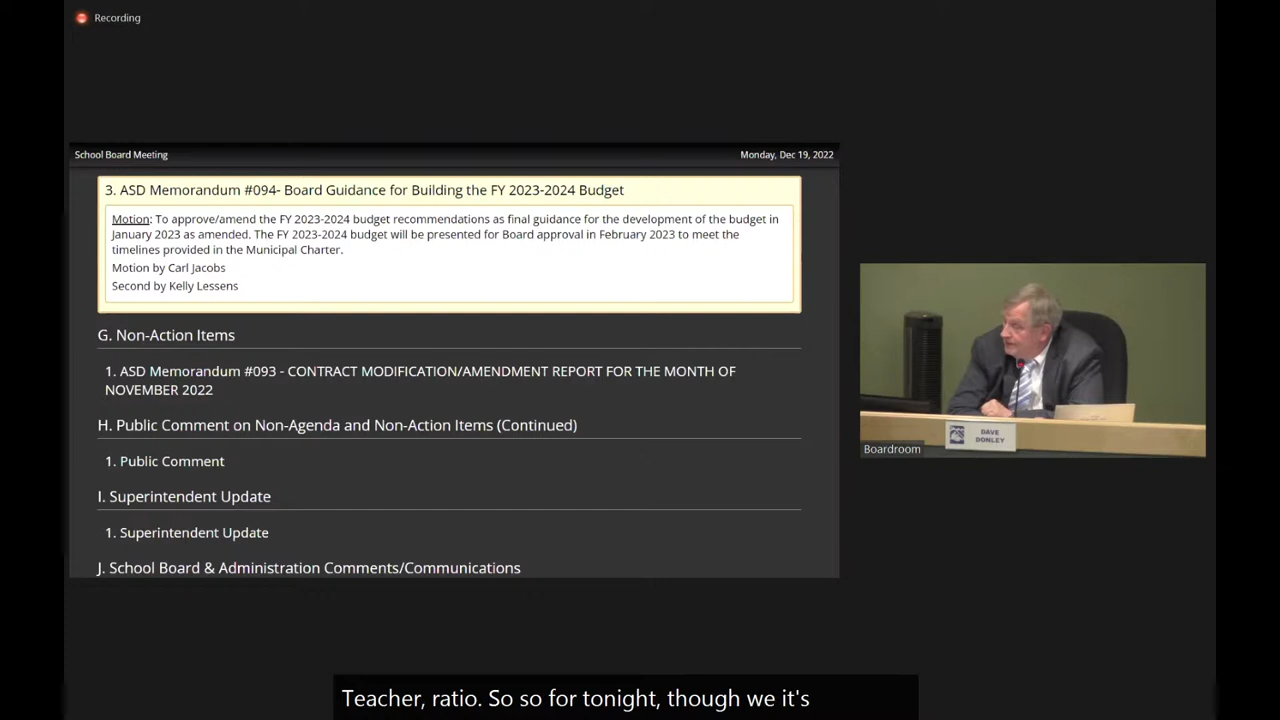 Recording
School Board Meeting
Monday, Dec 19, 2022
3. ASD Memorandum #094- Board Guidance for Building the FY 2023-2024 Budget
Motion: To approve/amend the FY 2023-2024 budget recommendations as final guidance for the development of the budget in
January 2023 as amended. The FY 2023-2024 budget will be presented for Board approval in February 2023 to meet the
timelines provided in the Municipal Charter.
Motion by Carl Jacobs
Second by Kelly Lessens
G. Non-Action Items
1. ASD Memorandum #093 - CONTRACT MODIFICATION/AMENDMENT REPORT FOR THE MONTH OF
NOVEMBER 2022
H. Public Comment on Non-Agenda and Non-Action Items (Continued)
1. Public Comment
I. Superintendent Update
1. Superintendent Update
J. School Board & Administration Comments/Communications
DAVE
DONLEY
Boardroom
Teacher, ratio. So so for tonight, though we it's